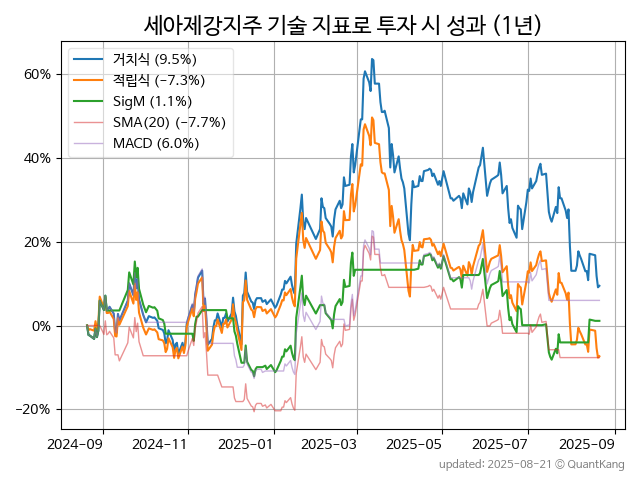 세아제강지주 기술 지표로 투자 시 성과 (1년)
거치식 (9.5%)
적립식 (-7.3%)
SigM (1.1%)
SMA(20) (-7.7%)
MACD (6.0%)
60%
40%
20%
0%
-20%
2024-09 2024-11 2025-01 2025-03 2025-05 2025-07 2025-09
updated: 2025-08-21 © QuantKang